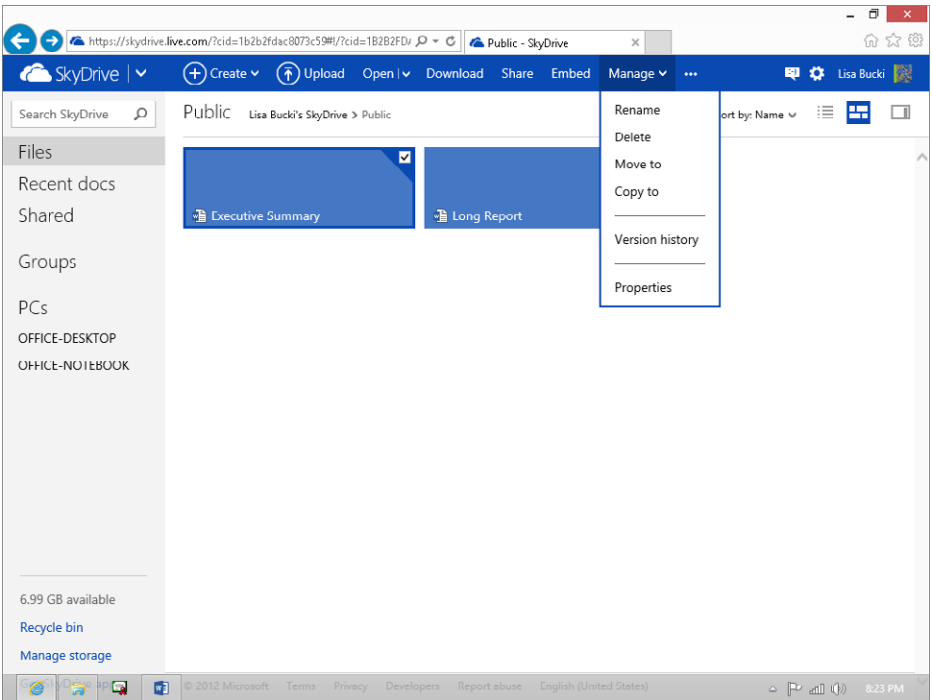 https://skydrive.live.com/?cid=1b2b2fdac8073c59#!/?cid=1B2B2FD
Public - SkyDrive
SkyDrive
Create
Upload
Open
Download
Share
Embed
Manage
Lisa Bucki
Search SkyDrive
Public
Lisa Bucki's SkyDrive > Public
ort by: Name
Rename
Delete
Move to
Copy to
Version history
Properties
Files
Recent docs
Shared
Groups
PCs
OFFICE-DESKTOP
OFFICE-NOTEBOOK
Executive Summary
Long Report
6.99 GB available
Recycle bin
Manage storage
© 2012 Microsoft Terms Privacy Developers Report abuse English (United States)
8:23 PM